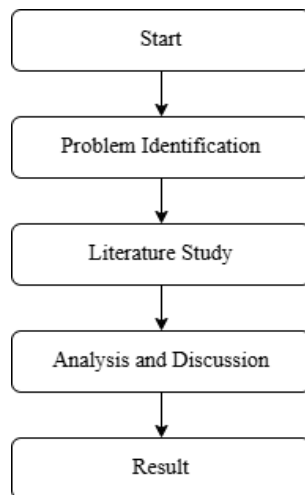 Start
Problem Identification
Literature Study
Analysis and Discussion
Result